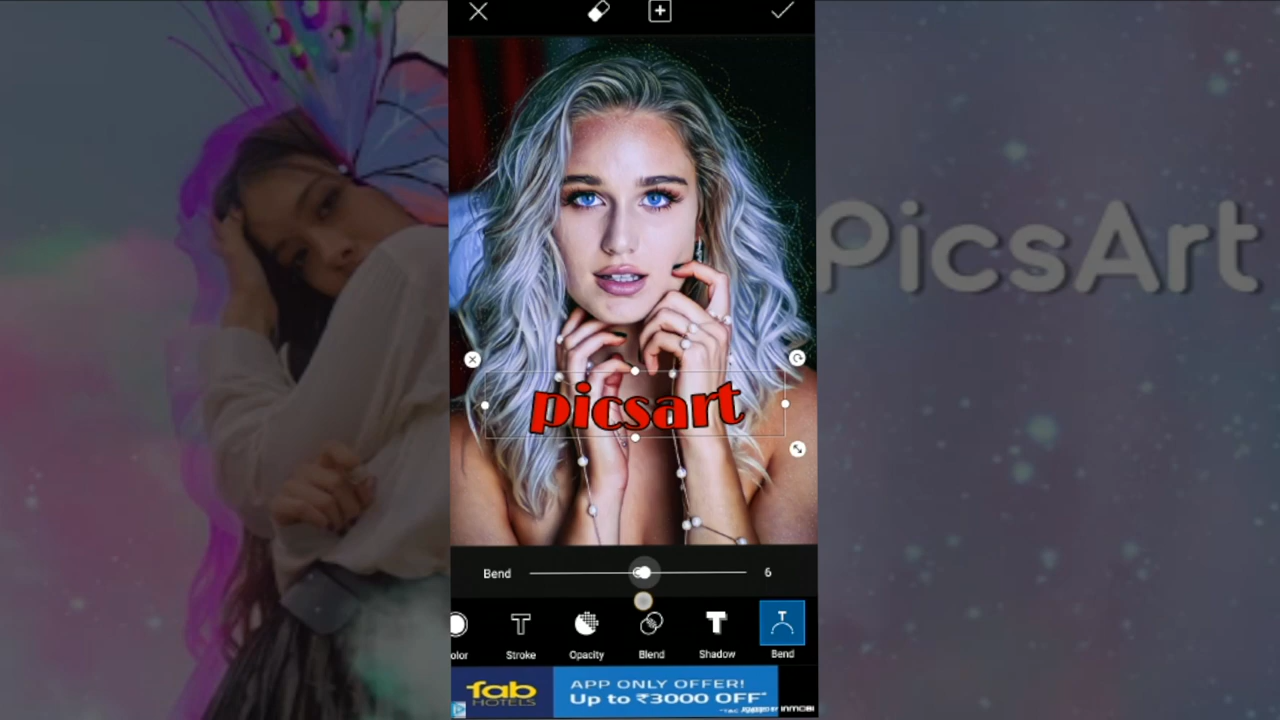 PicsArt
picsart
Bend 6
olor Stroke Opacity Blend Shadow Bend
fab HOTELS
APP ONLY OFFER!
Up to ₹3000 OFF*
INMOBI